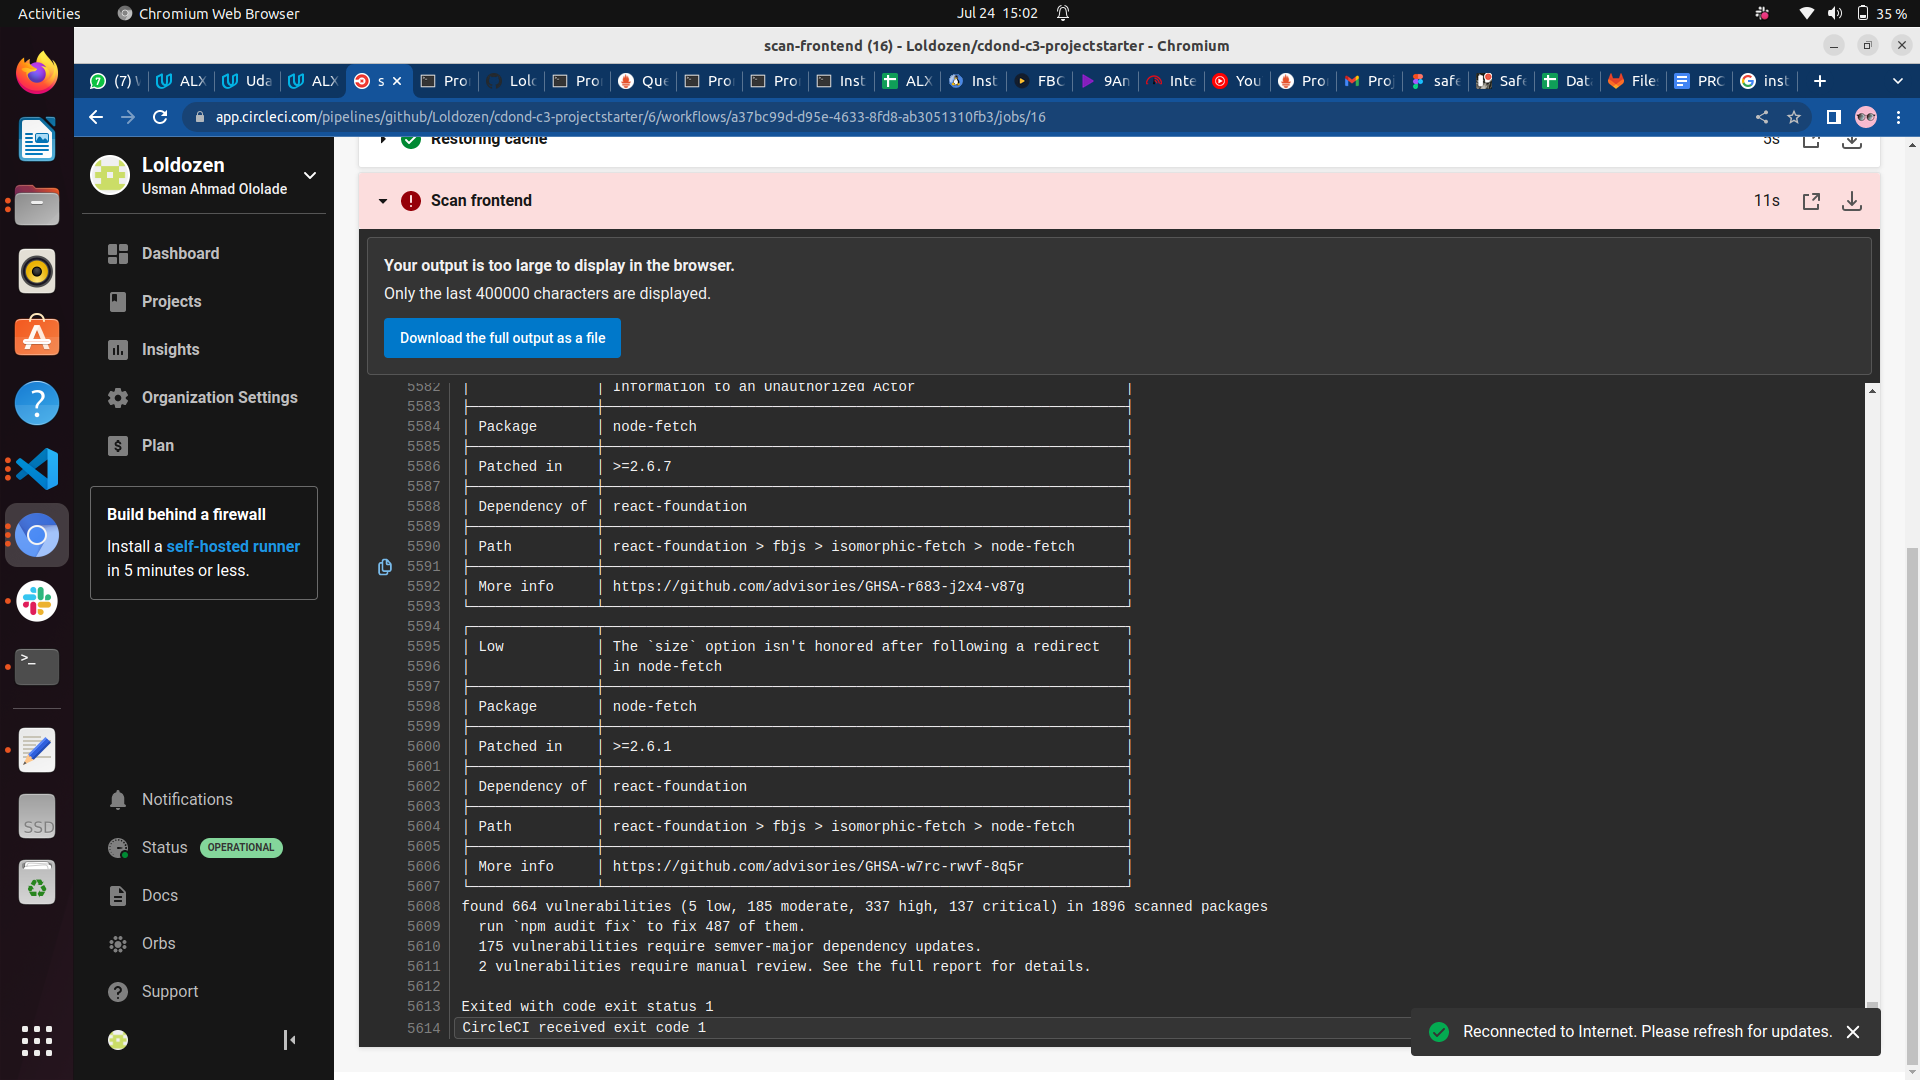 Activities
Chromium Web Browser
Jul 24 15:02
35 %
scan-frontend (16) - Loldozen/cdond-c3-projectstarter - Chromium
(7) W
ALX
Uda
ALX
s
Pro
Lolo
Pro
Que
Pro
Pro
Inst
ALX
Inst
FBC
9An
Inte
You
Pro
Proj
safe
Safe
Data
File
PRO
inst
app.circleci.com/pipelines/github/Loldozen/cdond-c3-projectstarter/6/workflows/a37bc99d-d95e-4633-8fd8-ab3051310fb3/jobs/16
Loldozen
Usman Ahmad Ololade
Dashboard
Projects
Insights
Organization Settings
Plan
Build behind a firewall
Install a self-hosted runner
in 5 minutes or less.
Notifications
Status OPERATIONAL
Docs
Orbs
Support
SSD
Restoring cache
5s
Scan frontend
11s
Your output is too large to display in the browser.
Only the last 400000 characters are displayed.
Download the full output as a file
5582 Information to an Unauthorized Actor
5583
5584 Package node-fetch
5585
5586 Patched in >=2.6.7
5587
5588 Dependency of react-foundation
5589
5590 Path react-foundation > fbjs > isomorphic-fetch > node-fetch
5591
5592 More info https://github.com/advisories/GHSA-r683-j2x4-v87g
5593
5594
5595 Low The `size` option isn't honored after following a redirect
5596 in node-fetch
5597
5598 Package node-fetch
5599
5600 Patched in >=2.6.1
5601
5602 Dependency of react-foundation
5603
5604 Path react-foundation > fbjs > isomorphic-fetch > node-fetch
5605
5606 More info https://github.com/advisories/GHSA-w7rc-rwvf-8q5r
5607
5608 found 664 vulnerabilities (5 low, 185 moderate, 337 high, 137 critical) in 1896 scanned packages
5609 run `npm audit fix` to fix 487 of them.
5610 175 vulnerabilities require semver-major dependency updates.
5611 2 vulnerabilities require manual review. See the full report for details.
5612
5613 Exited with code exit status 1
5614 CircleCI received exit code 1
Reconnected to Internet. Please refresh for updates.